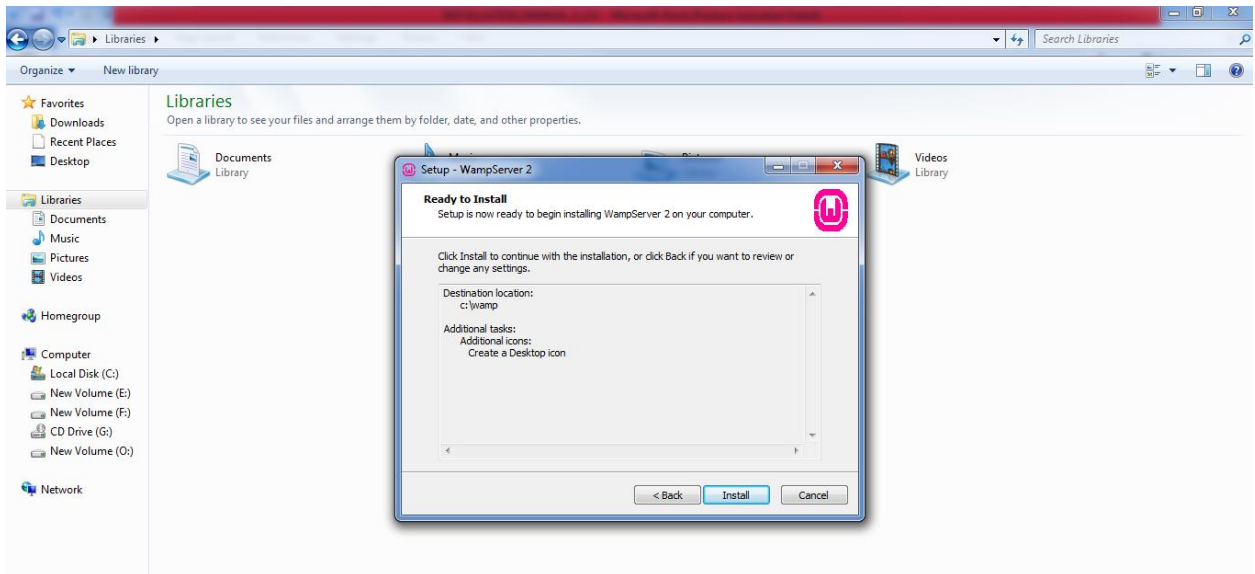 Libraries
Search Libraries
Organize
New library
Favorites
Downloads
Recent Places
Desktop
Libraries
Documents
Music
Pictures
Videos
Homegroup
Computer
Local Disk (C:)
New Volume (E:)
New Volume (F:)
CD Drive (G:)
New Volume (O:)
Network
Libraries
Open a library to see your files and arrange them by folder, date, and other properties.
Documents
Library
Videos
Library
Setup - WampServer 2
Ready to Install
Setup is now ready to begin installing WampServer 2 on your computer.
Click Install to continue with the installation, or click Back if you want to review or
change any settings.
Destination location:
c:\wamp
Additional tasks:
Additional icons:
Create a Desktop icon
< Back
Install
Cancel